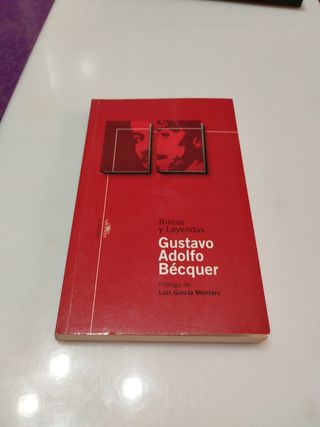 Rimas
y Leyendas
Gustavo
Adolfo
Bécquer
Prólogo de
Luis García Montero